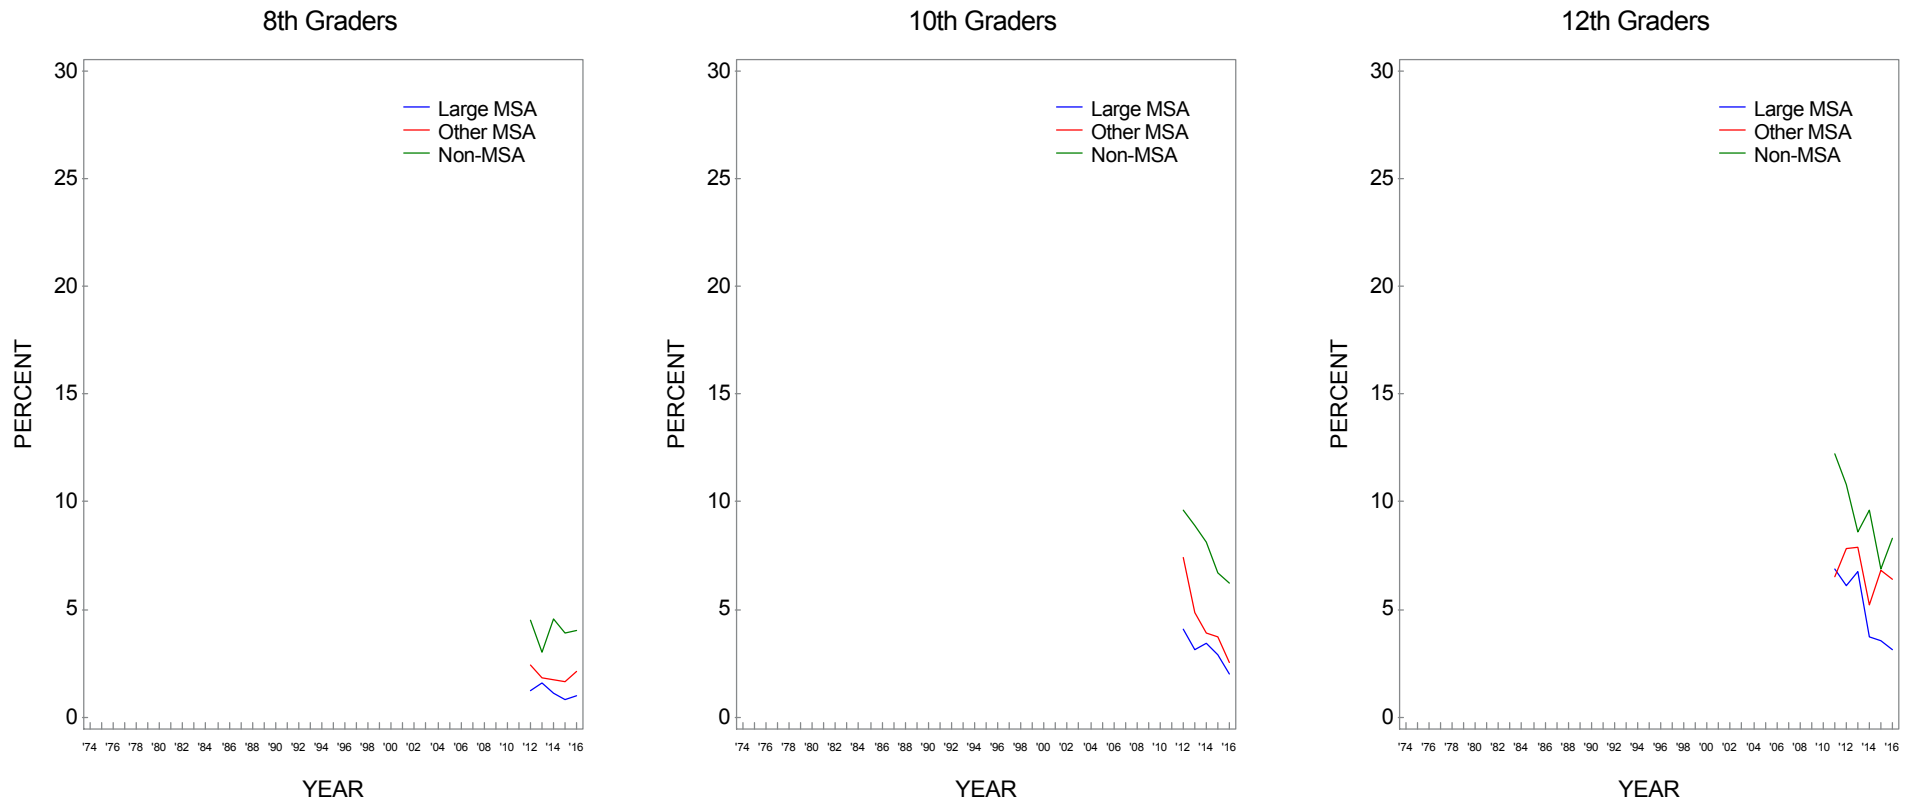 8th Graders
30
25
20
15
10
5
0
PERCENT
Large MSA
Other MSA
Non-MSA
'74 '76 '78 '80 '82 '84 '86 '88 '90 '92 '94 '96 '98 '00 '02 '04 '06 '08 '10 '12 '14 '16
YEAR
10th Graders
30
25
20
15
10
5
0
PERCENT
Large MSA
Other MSA
Non-MSA
'74 '76 '78 '80 '82 '84 '86 '88 '90 '92 '94 '96 '98 '00 '02 '04 '06 '08 '10 '12 '14 '16
YEAR
12th Graders
30
25
20
15
10
5
0
PERCENT
Large MSA
Other MSA
Non-MSA
'74 '76 '78 '80 '82 '84 '86 '88 '90 '92 '94 '96 '98 '00 '02 '04 '06 '08 '10 '12 '14 '16
YEAR